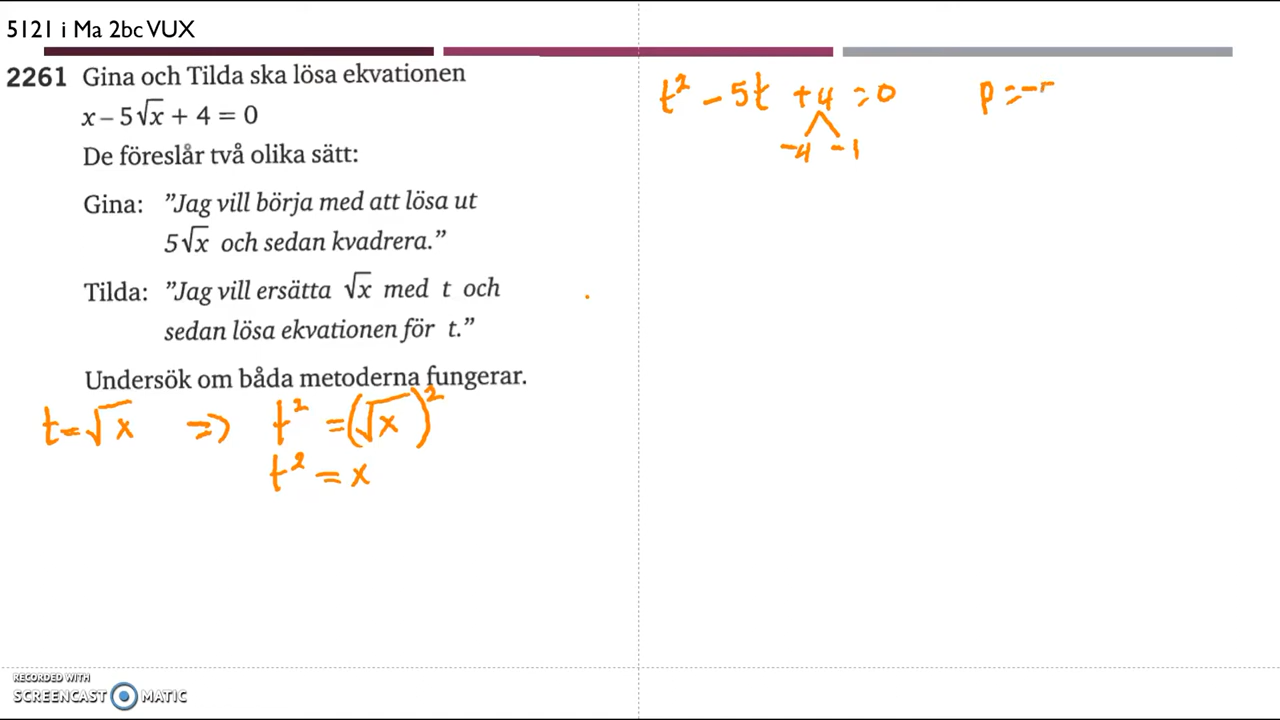 5121 i Ma 2bc VUX
2261 Gina och Tilda ska lösa ekvationen
x – 5√x + 4 = 0
De föreslår två olika sätt:
Gina: ”Jag vill börja med att lösa ut
5√x och sedan kvadrera.”
Tilda: ”Jag vill ersätta √x med t och
sedan lösa ekvationen för t.”
Undersök om båda metoderna fungerar.
t = √x ⇒ t² = (√x)²
t² = x
t² – 5t + 4 = 0 p = –
–4 –1
RECORDED WITH
SCREENCAST MATIC